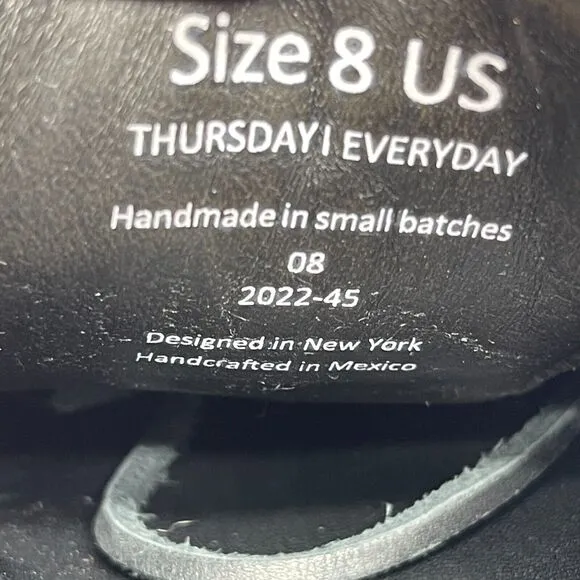 Size 8 US
THURSDAY| EVERYDAY
Handmade in small batches
08
2022-45
Designed in New York
Handcrafted in Mexico